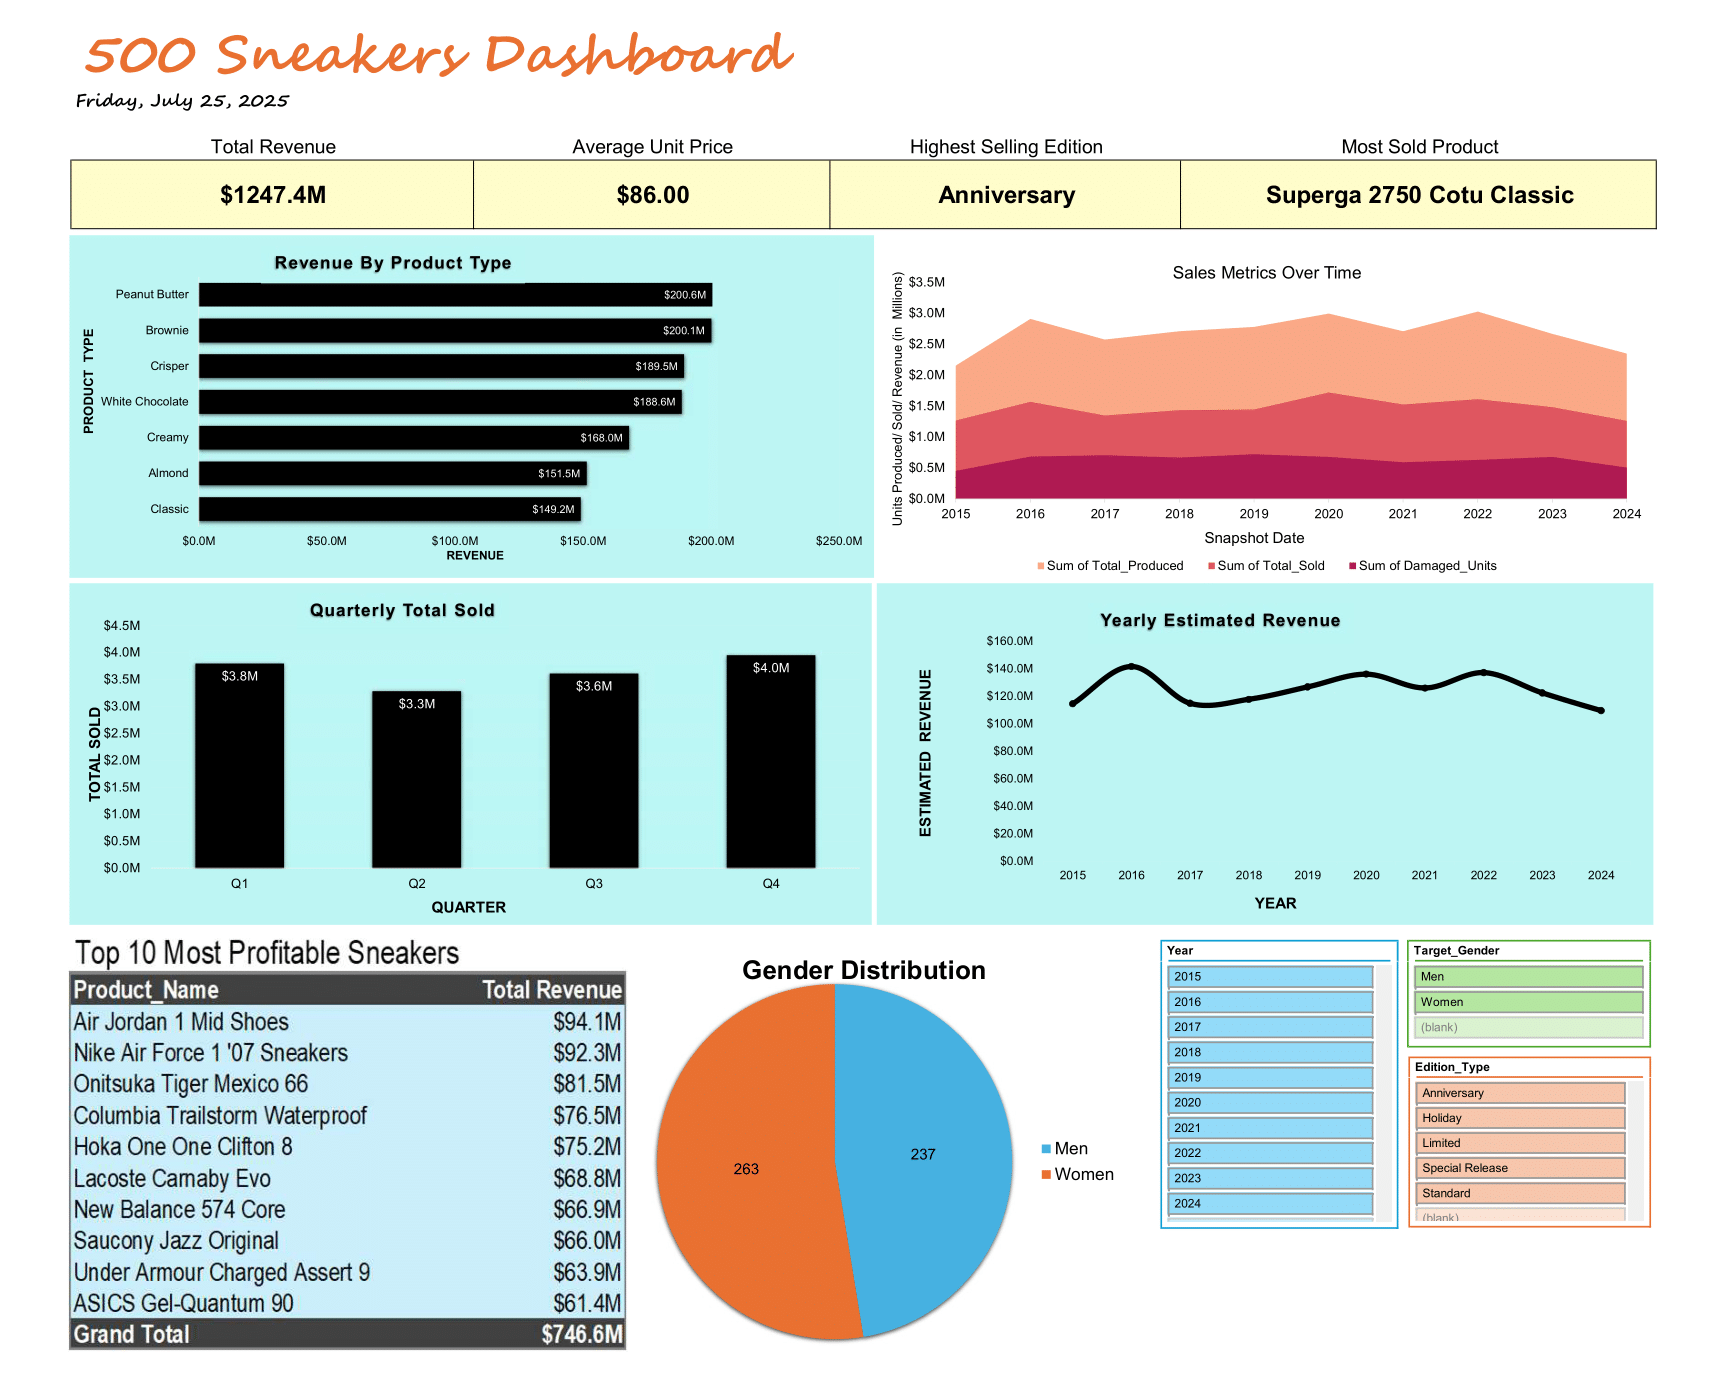 500 Sneakers Dashboard
Friday, July 25, 2025
Total Revenue
Average Unit Price
Highest Selling Edition
Most Sold Product
$1247.4M
$86.00
Anniversary
Superga 2750 Cotu Classic
Revenue By Product Type
PRODUCT TYPE
Peanut Butter
$200.6M
Brownie
$200.1M
Crisper
$189.5M
White Chocolate
$188.6M
Creamy
$168.0M
Almond
$151.5M
Classic
$149.2M
$0.0M
$50.0M
$100.0M
$150.0M
$200.0M
$250.0M
REVENUE
Sales Metrics Over Time
Units Produced/ Sold/ Revenue (in Millions)
$3.5M
$3.0M
$2.5M
$2.0M
$1.5M
$1.0M
$0.5M
$0.0M
2015
2016
2017
2018
2019
2020
2021
2022
2023
2024
Snapshot Date
Sum of Total_Produced
Sum of Total_Sold
Sum of Damaged_Units
Quarterly Total Sold
TOTAL SOLD
$4.5M
$4.0M
$3.5M
$3.0M
$2.5M
$2.0M
$1.5M
$1.0M
$0.5M
$0.0M
$3.8M
$3.3M
$3.6M
$4.0M
Q1
Q2
Q3
Q4
QUARTER
Yearly Estimated Revenue
ESTIMATED REVENUE
$160.0M
$140.0M
$120.0M
$100.0M
$80.0M
$60.0M
$40.0M
$20.0M
$0.0M
2015
2016
2017
2018
2019
2020
2021
2022
2023
2024
YEAR
Top 10 Most Profitable Sneakers
Product_Name Total Revenue
Air Jordan 1 Mid Shoes $94.1M
Nike Air Force 1 '07 Sneakers $92.3M
Onitsuka Tiger Mexico 66 $81.5M
Columbia Trailstorm Waterproof $76.5M
Hoka One One Clifton 8 $75.2M
Lacoste Carnaby Evo $68.8M
New Balance 574 Core $66.9M
Saucony Jazz Original $66.0M
Under Armour Charged Assert 9 $63.9M
ASICS Gel-Quantum 90 $61.4M
Grand Total $746.6M
Gender Distribution
263
237
Men
Women
Year
2015
2016
2017
2018
2019
2020
2021
2022
2023
2024
Target_Gender
Men
Women
(blank)
Edition_Type
Anniversary
Holiday
Limited
Special Release
Standard
(blank)